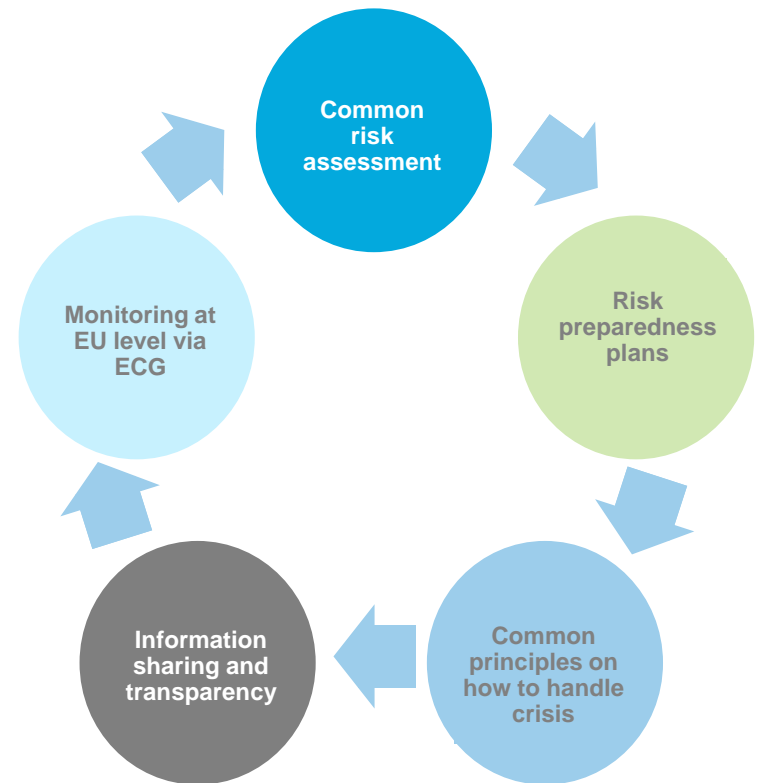 Common
risk
assessment
Risk
preparedness
plans
Common
principles on
how to handle
crisis
Information
sharing and
transparency
Monitoring at
EU level via
ECG